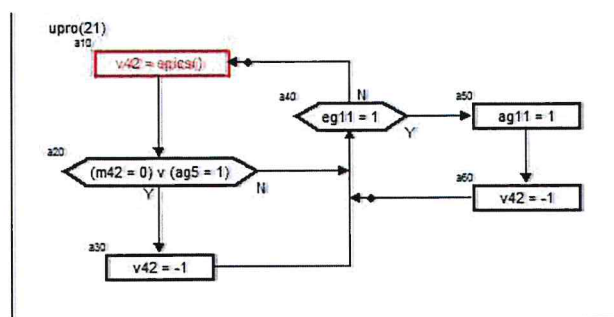 upro(21)
a10
v42 = epics()
a20
(m42 = 0) v (ag5 = 1)
Y
N
a30
v42 = -1
a40
eg11 = 1
N
Y
a50
ag11 = 1
a60
v42 = -1